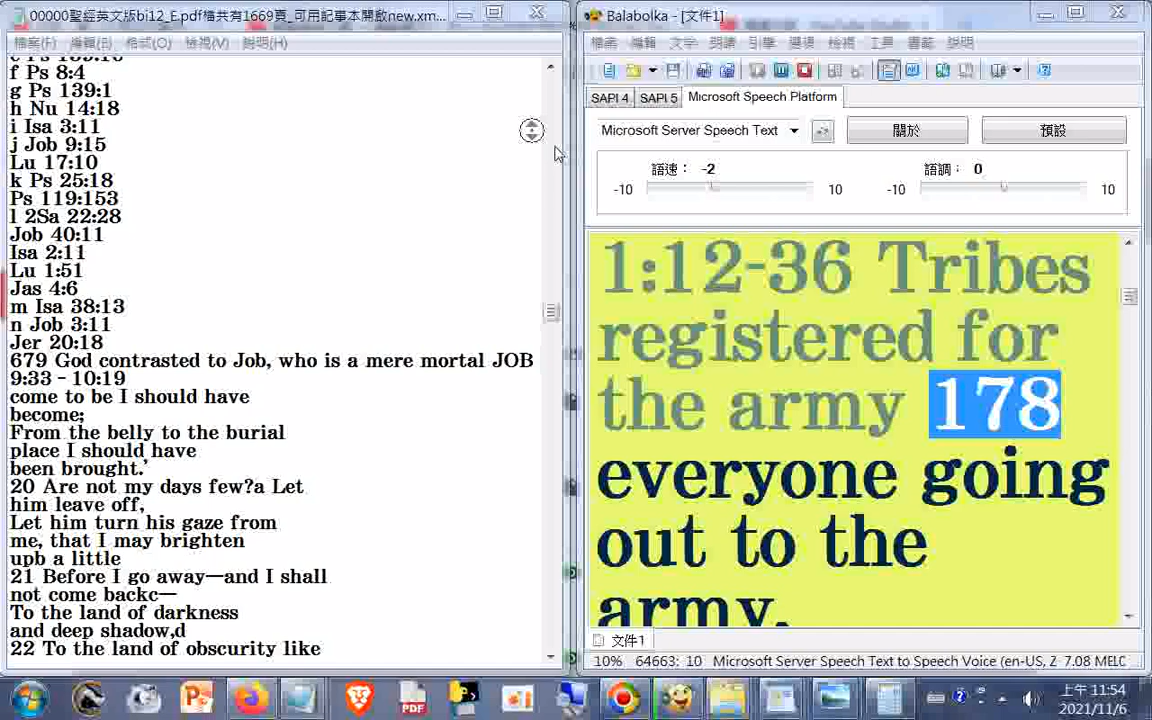 00000聖經英文版bi12_E.pdf檔共有1669頁_可用記事本開啟new.xm...
檔案(F) 編輯(E) 格式(O) 檢視(V) 說明(H)
f Ps 8:4
g Ps 139:1
h Nu 14:18
i Isa 3:11
j Job 9:15
Lu 17:10
k Ps 25:18
Ps 119:153
l 2Sa 22:28
Job 40:11
Isa 2:11
Lu 1:51
Jas 4:6
m Isa 38:13
n Job 3:11
Jer 20:18
679 God contrasted to Job, who is a mere mortal JOB
9:33 - 10:19
come to be I should have
become;
From the belly to the burial
place I should have
been brought.’
20 Are not my days few?a Let
him leave off,
Let him turn his gaze from
me, that I may brighten
upb a little
21 Before I go away—and I shall
not come backc—
To the land of darkness
and deep shadow,d
22 To the land of obscurity like
Balabolka - [文件1]
檔案 編輯 文字 朗讀 引擎 選項 檢視 工具 書籤 說明
SAPI 4 SAPI 5 Microsoft Speech Platform
Microsoft Server Speech Text 關於 預設
語速： -2 語調： 0
-10 10 -10 10
1:12-36 Tribes
registered for
the army 178
everyone going
out to the
army.
文件1
10% 64663: 10 Microsoft Server Speech Text to Speech Voice (en-US, Z 7.08 MELC
PDF
上午 11:54
2021/11/6